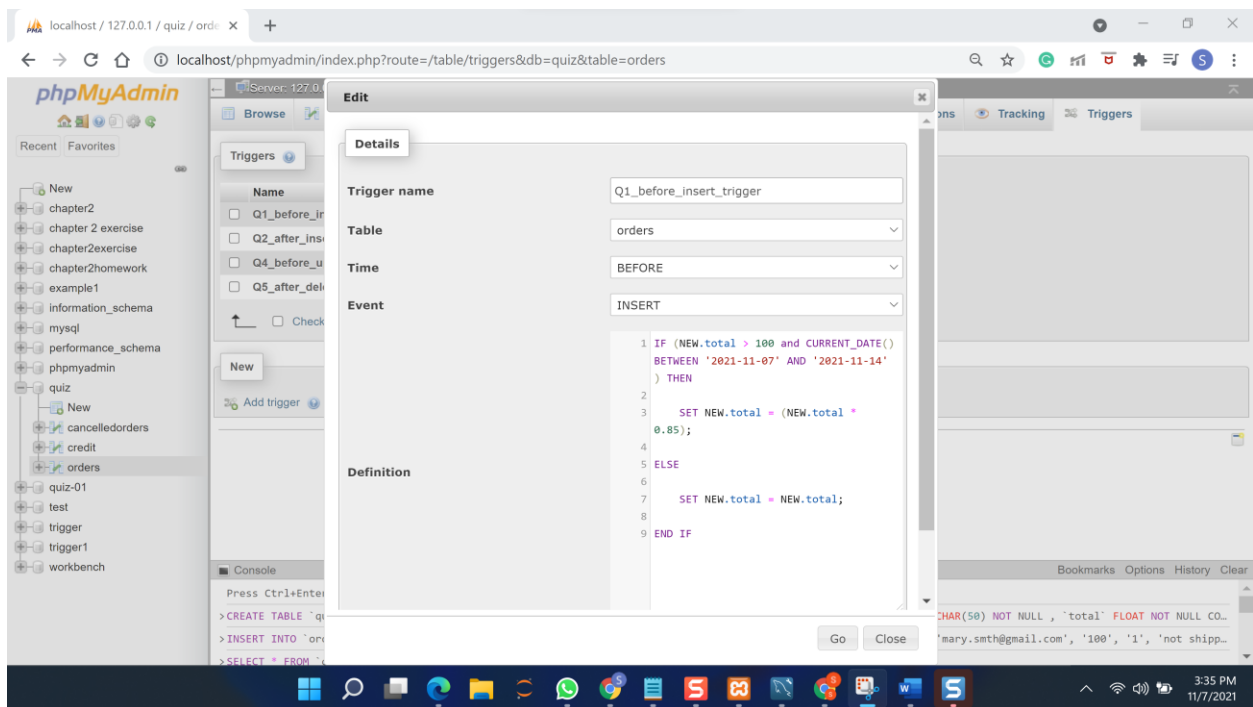 localhost / 127.0.0.1 / quiz / orde
localhost/phpmyadmin/index.php?route=/table/triggers&db=quiz&table=orders
S
phpMyAdmin
Recent Favorites
New
chapter2
chapter 2 exercise
chapter2exercise
chapter2homework
example1
information_schema
mysql
performance_schema
phpmyadmin
quiz
New
cancelledorders
credit
orders
quiz-01
test
trigger
trigger1
workbench
Server: 127.0.
Browse
ons Tracking Triggers
Triggers
Name
Q1_before_in
Q2_after_inse
Q4_before_u
Q5_after_dele
Check
New
Add trigger
Edit
Details
Trigger name Q1_before_insert_trigger
Table orders
Time BEFORE
Event INSERT
Definition
1 IF (NEW.total > 100 and CURRENT_DATE()
BETWEEN '2021-11-07' AND '2021-11-14'
) THEN
2
3 SET NEW.total = (NEW.total *
0.85);
4
5 ELSE
6
7 SET NEW.total = NEW.total;
8
9 END IF
Go Close
Console
Bookmarks Options History Clear
Press Ctrl+Enter
>CREATE TABLE `qu
CHAR(50) NOT NULL , `total` FLOAT NOT NULL CO…
>INSERT INTO `ord
'mary.smth@gmail.com', '100', '1', 'not shipp…
>SELECT * FROM `
3:35 PM
11/7/2021